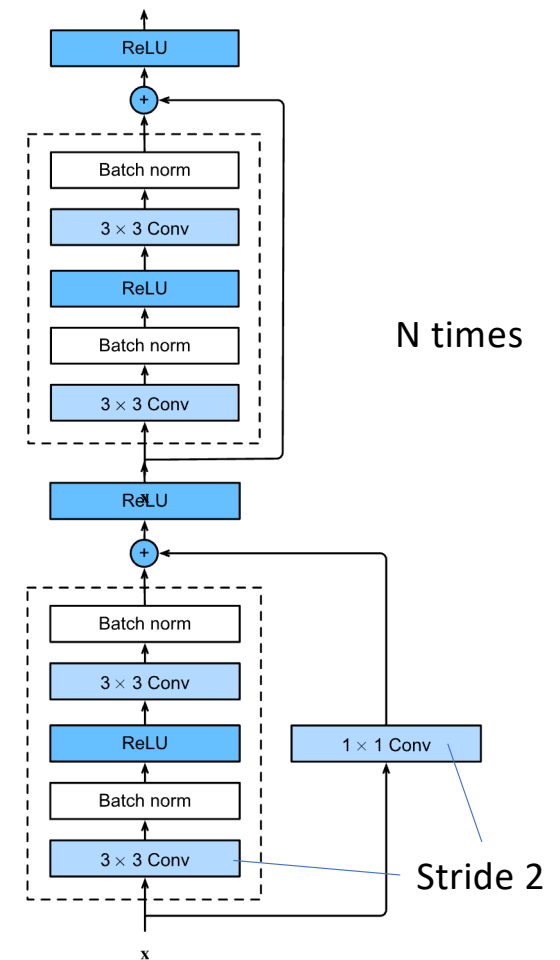 ReLU
+
Batch norm
3 × 3 Conv
ReLU
Batch norm
3 × 3 Conv
N times
ReLU
+
Batch norm
3 × 3 Conv
ReLU
1 × 1 Conv
Batch norm
3 × 3 Conv
Stride 2
x